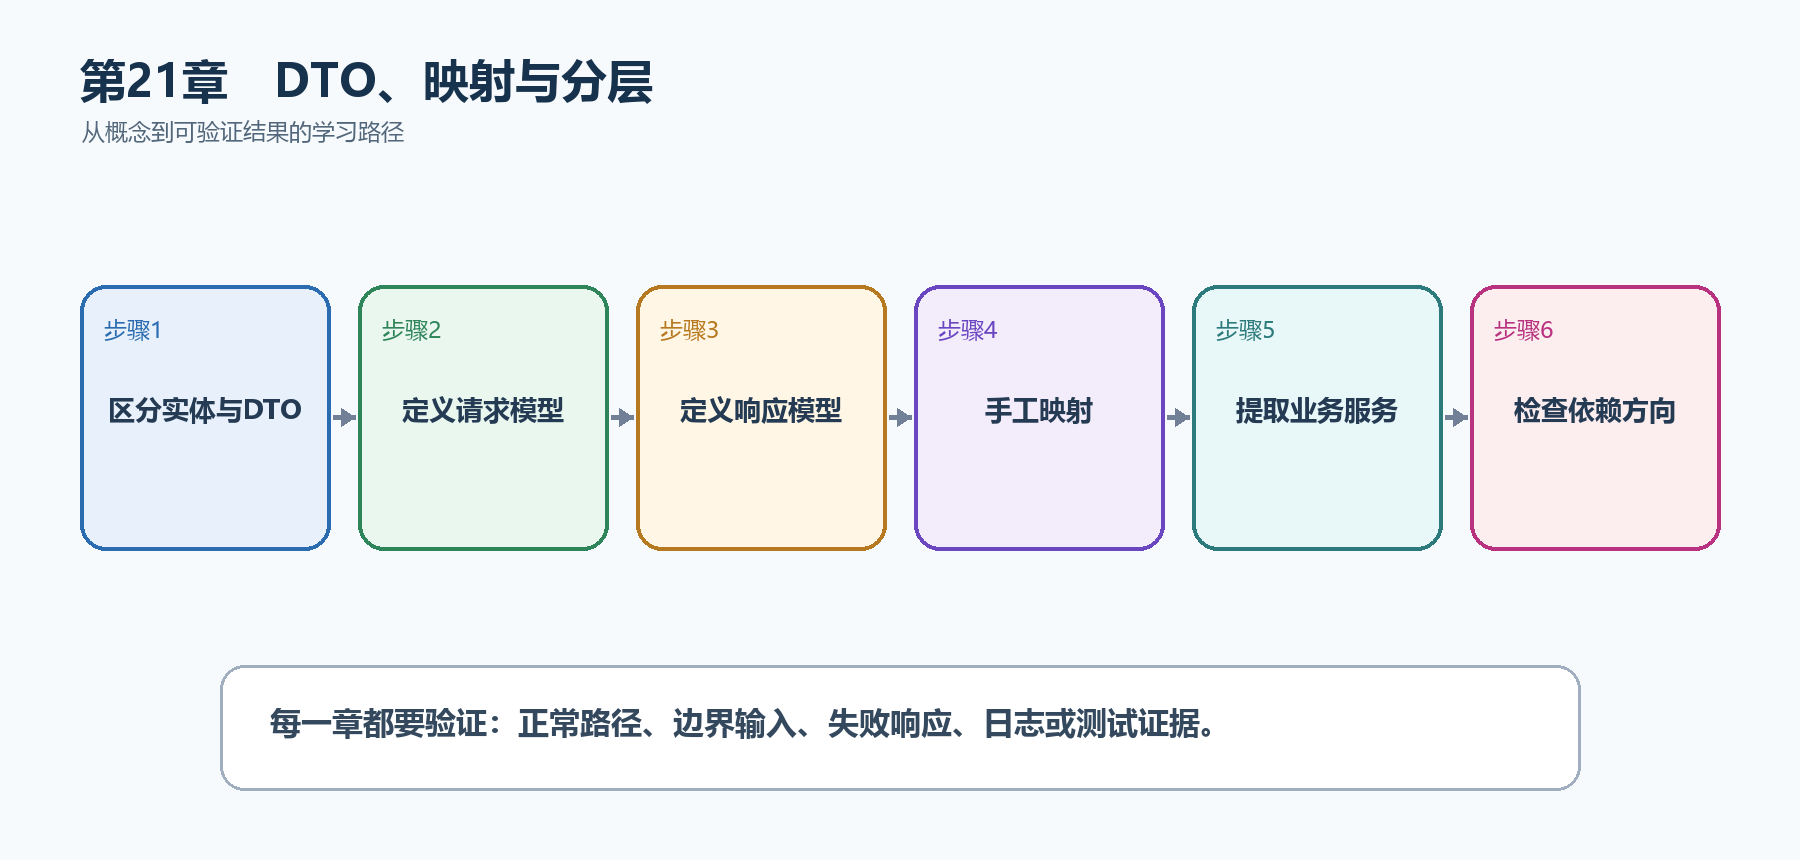 第21章　DTO、映射与分层
从概念到可验证结果的学习路径
步骤1
区分实体与DTO
步骤2
定义请求模型
步骤3
定义响应模型
步骤4
手工映射
步骤5
提取业务服务
步骤6
检查依赖方向
每一章都要验证：正常路径、边界输入、失败响应、日志或测试证据。